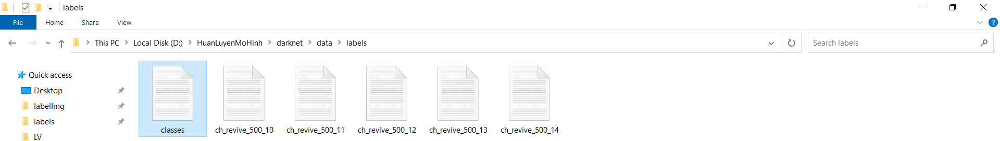 labels
File Home Share View
This PC Local Disk (D:) HuanLuyenMoHinh darknet data labels
Search labels
Quick access
Desktop
labelImg
labels
LV
classes
ch_revive_500_10
ch_revive_500_11
ch_revive_500_12
ch_revive_500_13
ch_revive_500_14